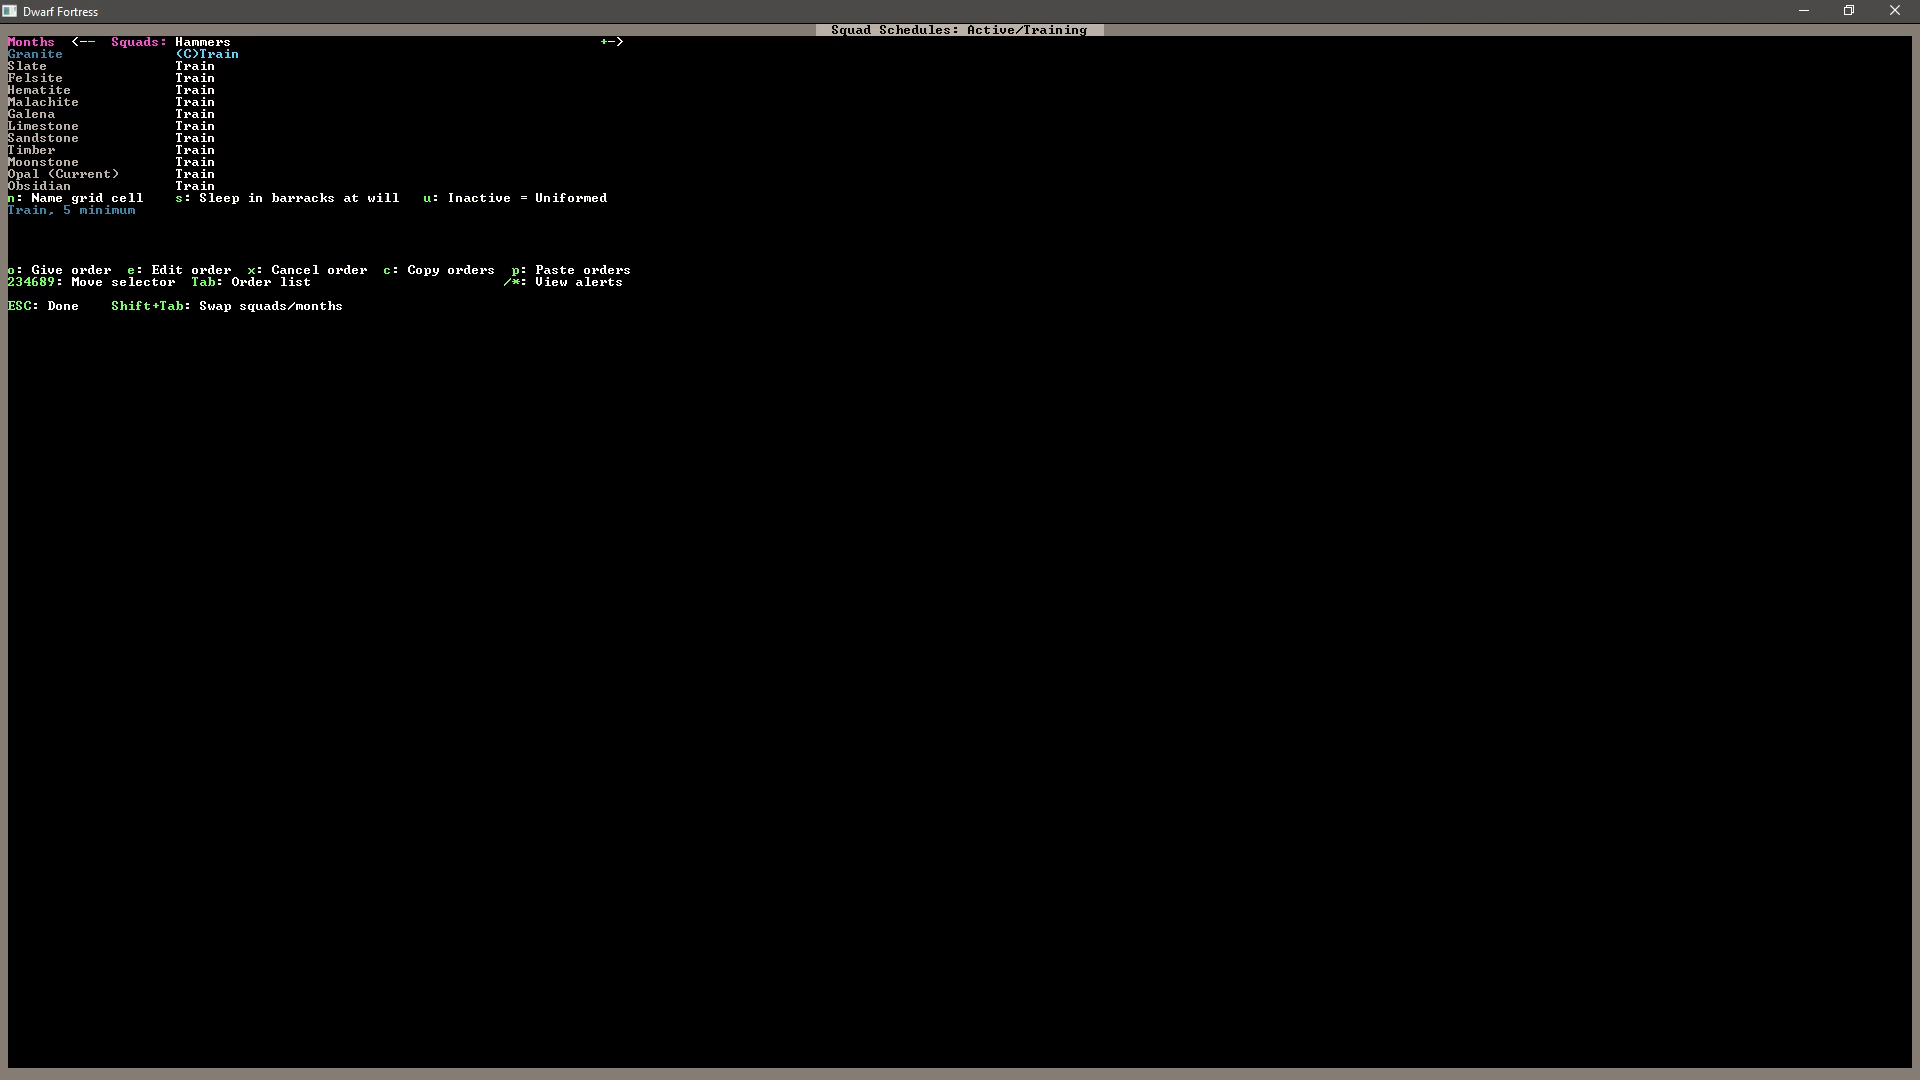 Dwarf Fortress
Squad Schedules: Active/Training
Months <-- Squads: Hammers +->
Granite (C)Train
Slate Train
Felsite Train
Hematite Train
Malachite Train
Galena Train
Limestone Train
Sandstone Train
Timber Train
Moonstone Train
Opal (Current) Train
Obsidian Train
n: Name grid cell s: Sleep in barracks at will u: Inactive = Uniformed
Train, 5 minimum
o: Give order e: Edit order x: Cancel order c: Copy orders p: Paste orders
234689: Move selector Tab: Order list /*: View alerts
ESC: Done Shift+Tab: Swap squads/months